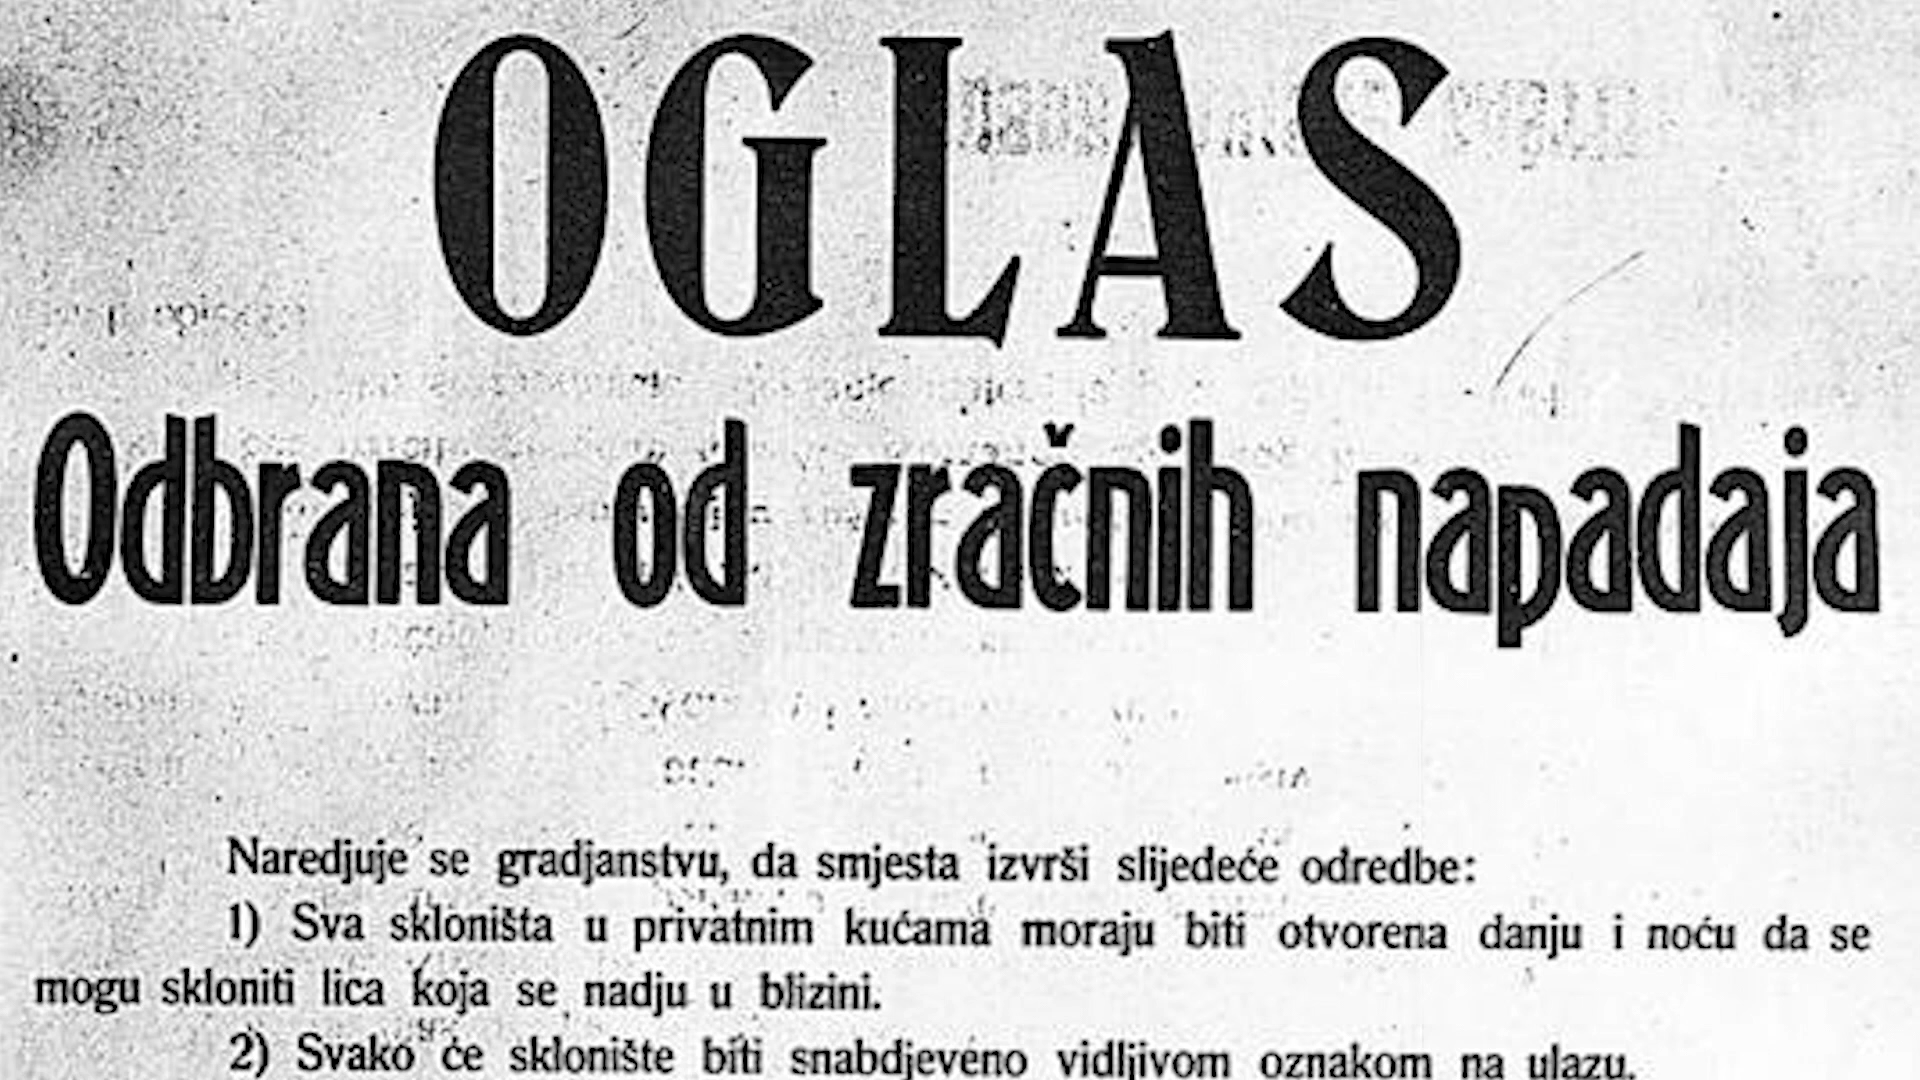 OGLAS
Odbrana od zračnih napadaja
Naredjuje se gradjanstvu, da smjesta izvrši slijedeće odredbe:
1) Sva skloništa u privatnim kućama moraju biti otvorena danju i noću da se
mogu skloniti lica koja se nadju u blizini.
2) Svako će sklonište biti snabdjeveno vidljivom oznakom na ulazu.